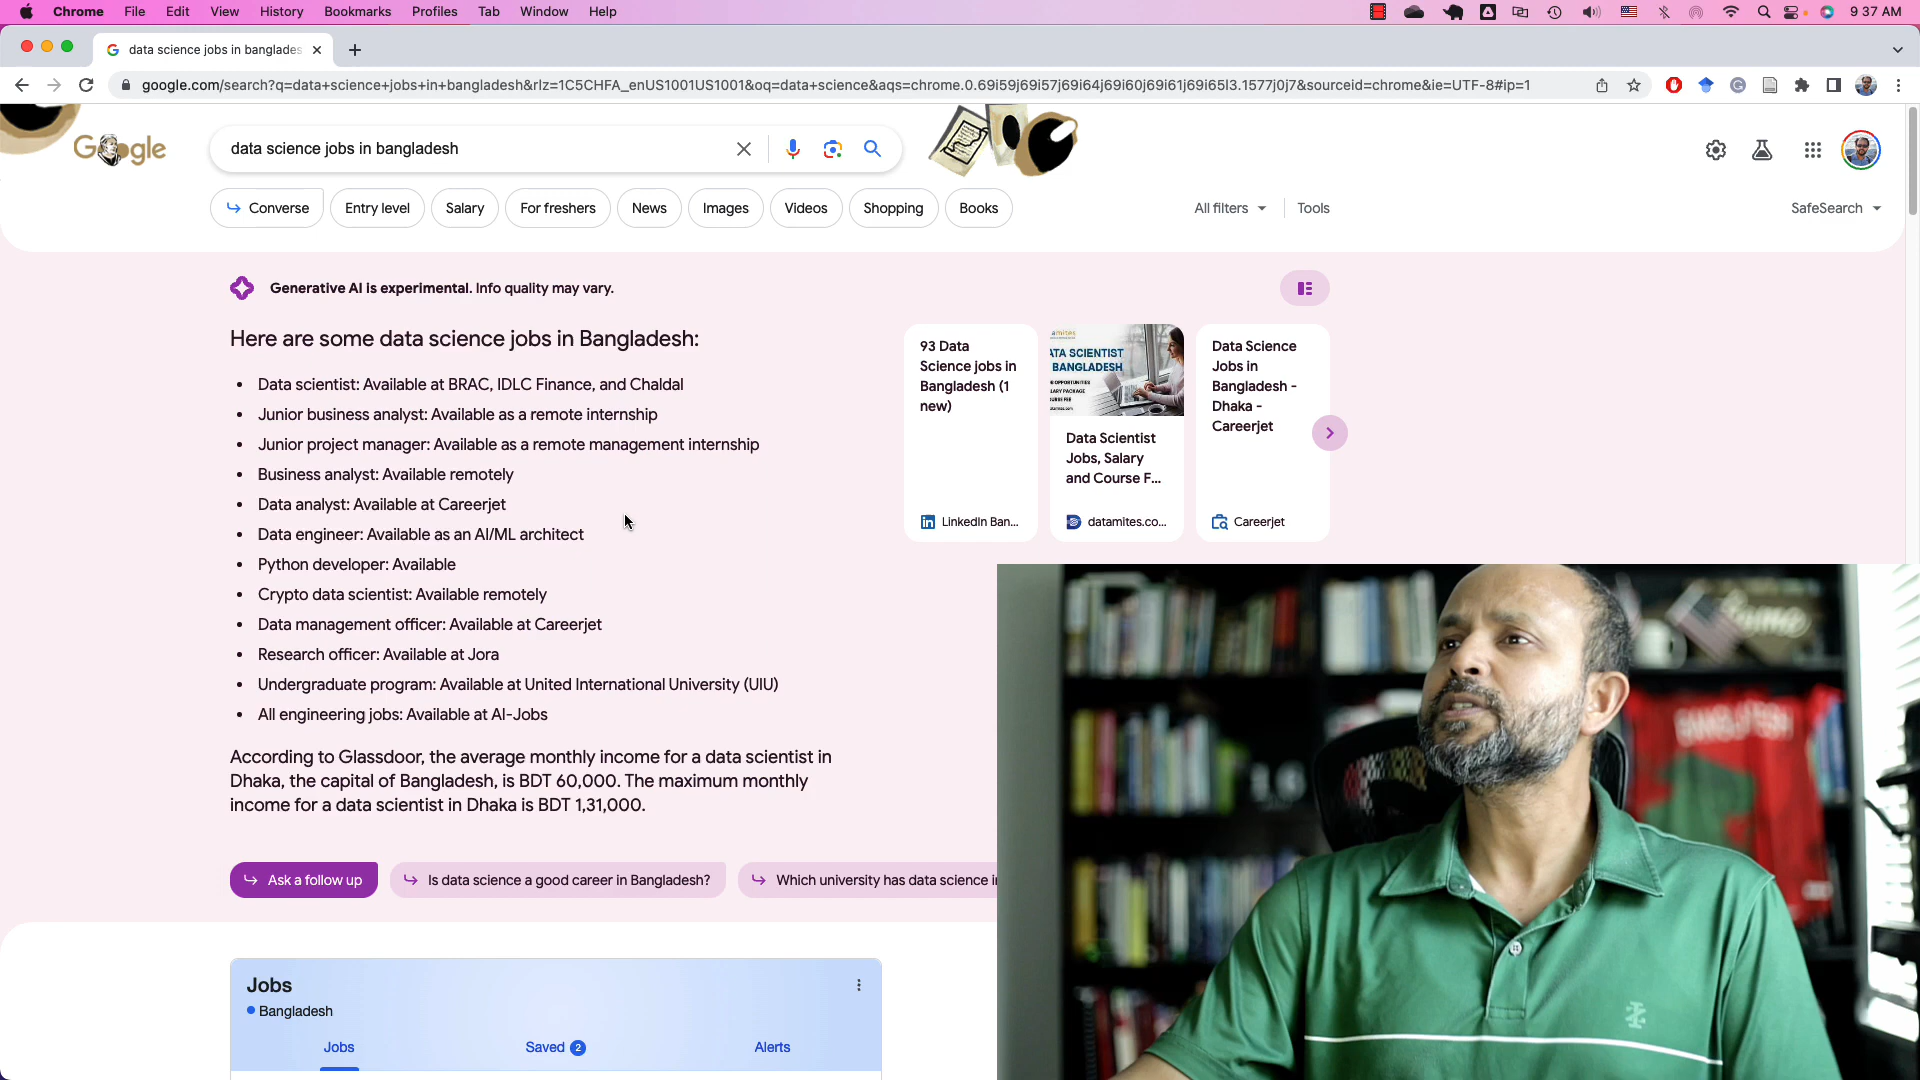 Chrome File Edit View History Bookmarks Profiles Tab Window Help 9 37 AM
data science jobs in banglades
google.com/search?q=data+science+jobs+in+bangladesh&rlz=1C5CHFA_enUS1001US1001&oq=data+science&aqs=chrome.0.69i59j69i57j69i64j69i60j69i61j69i65l3.1577j0j7&sourceid=chrome&ie=UTF-8#ip=1
Google
data science jobs in bangladesh
Converse Entry level Salary For freshers News Images Videos Shopping Books All filters Tools SafeSearch
Generative AI is experimental. Info quality may vary.
Here are some data science jobs in Bangladesh:
• Data scientist: Available at BRAC, IDLC Finance, and Chaldal
• Junior business analyst: Available as a remote internship
• Junior project manager: Available as a remote management internship
• Business analyst: Available remotely
• Data analyst: Available at Careerjet
• Data engineer: Available as an AI/ML architect
• Python developer: Available
• Crypto data scientist: Available remotely
• Data management officer: Available at Careerjet
• Research officer: Available at Jora
• Undergraduate program: Available at United International University (UIU)
• All engineering jobs: Available at AI-Jobs
According to Glassdoor, the average monthly income for a data scientist in
Dhaka, the capital of Bangladesh, is BDT 60,000. The maximum monthly
income for a data scientist in Dhaka is BDT 1,31,000.
93 Data
Science jobs in
Bangladesh (1
new)
LinkedIn Ban...
ATA SCIENTIST
BANGLADESH
Data Scientist
Jobs, Salary
and Course F...
datamites.co...
Data Science
Jobs in
Bangladesh -
Dhaka -
Careerjet
Careerjet
Ask a follow up Is data science a good career in Bangladesh? Which university has data science i
Jobs
Bangladesh
Jobs Saved 2 Alerts